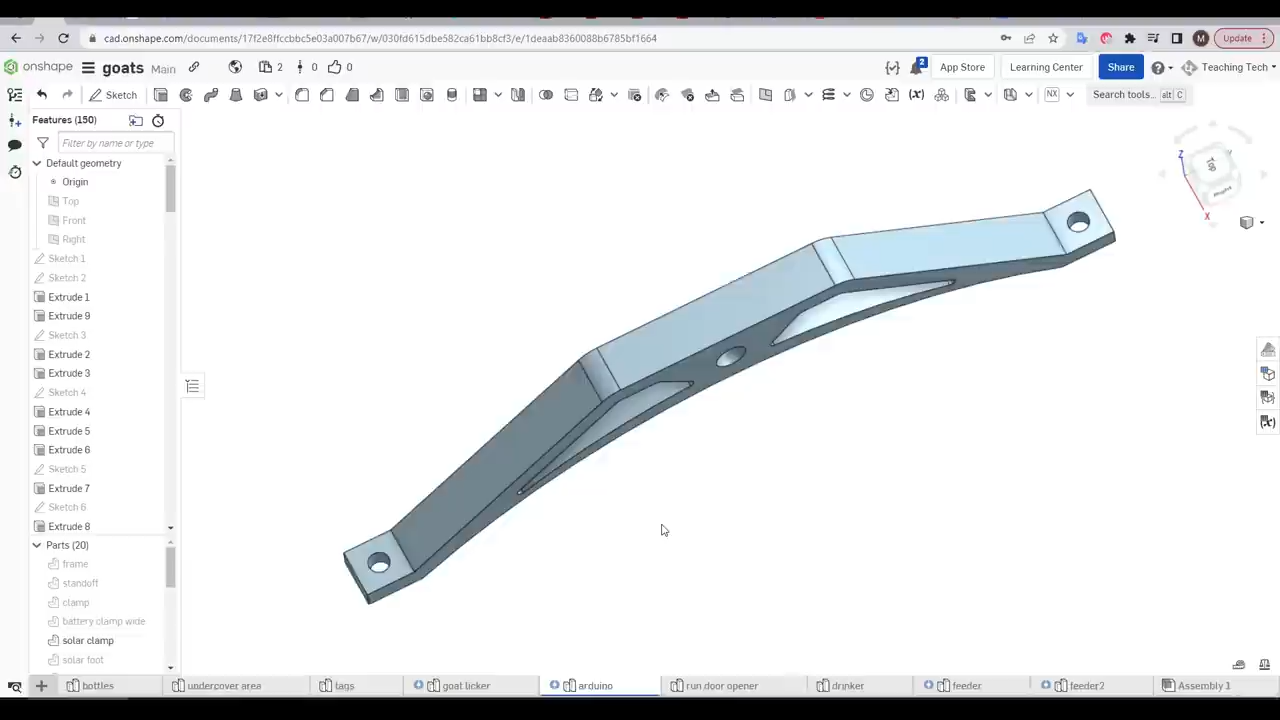 cad.onshape.com/documents/17f2e8ffccbbc5e03a007b67/w/030fd615dbe582ca61bb8cf3/e/1deaab8360088b6785bf1664
M
Update
onshape
goats Main
2
0
0
2
App Store
Learning Center
Share
Teaching Tech
Sketch
(x)
NX
Search tools... alt C
Features (150)
Filter by name or type
Default geometry
Origin
Top
Front
Right
Sketch 1
Sketch 2
Extrude 1
Extrude 9
Sketch 3
Extrude 2
Extrude 3
Sketch 4
Extrude 4
Extrude 5
Extrude 6
Sketch 5
Extrude 7
Sketch 6
Extrude 8
Parts (20)
frame
standoff
clamp
battery clamp wide
solar clamp
solar foot
Z
X
(x)
bottles
undercover area
tags
goat licker
arduino
run door opener
drinker
feeder
feeder2
Assembly 1